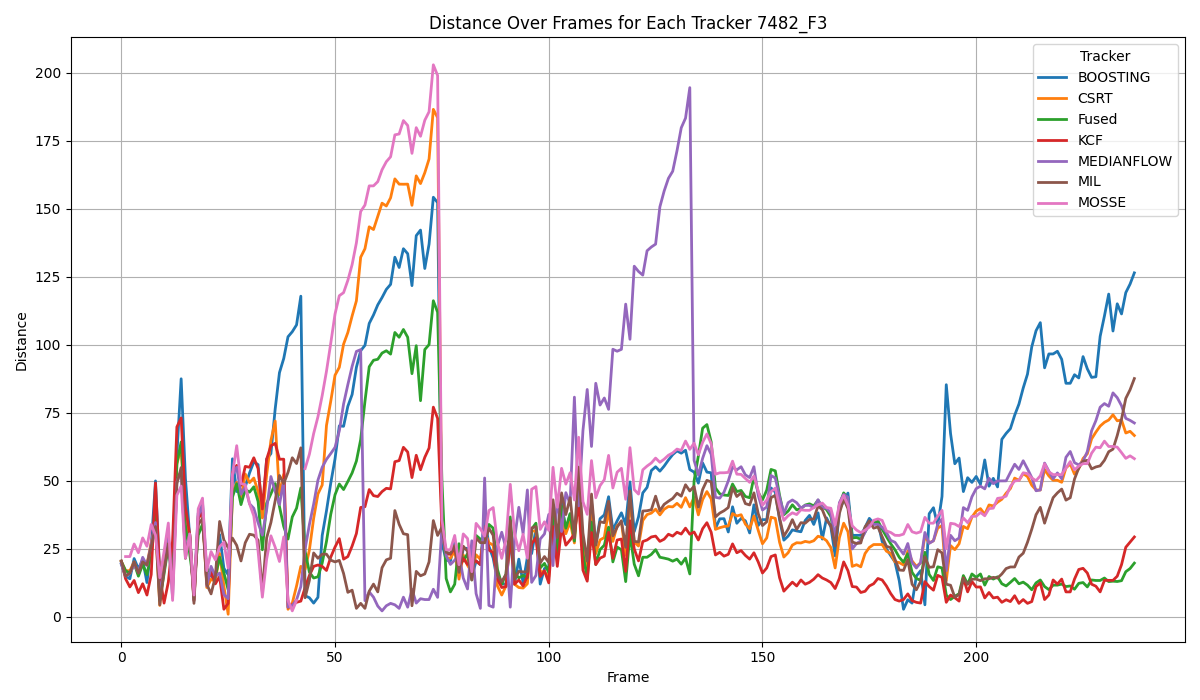 Distance Over Frames for Each Tracker 7482_F3
Tracker
BOOSTING
CSRT
Fused
KCF
MEDIANFLOW
MIL
MOSSE
Distance
200
175
150
125
100
75
50
25
0
0 50 100 150 200
Frame